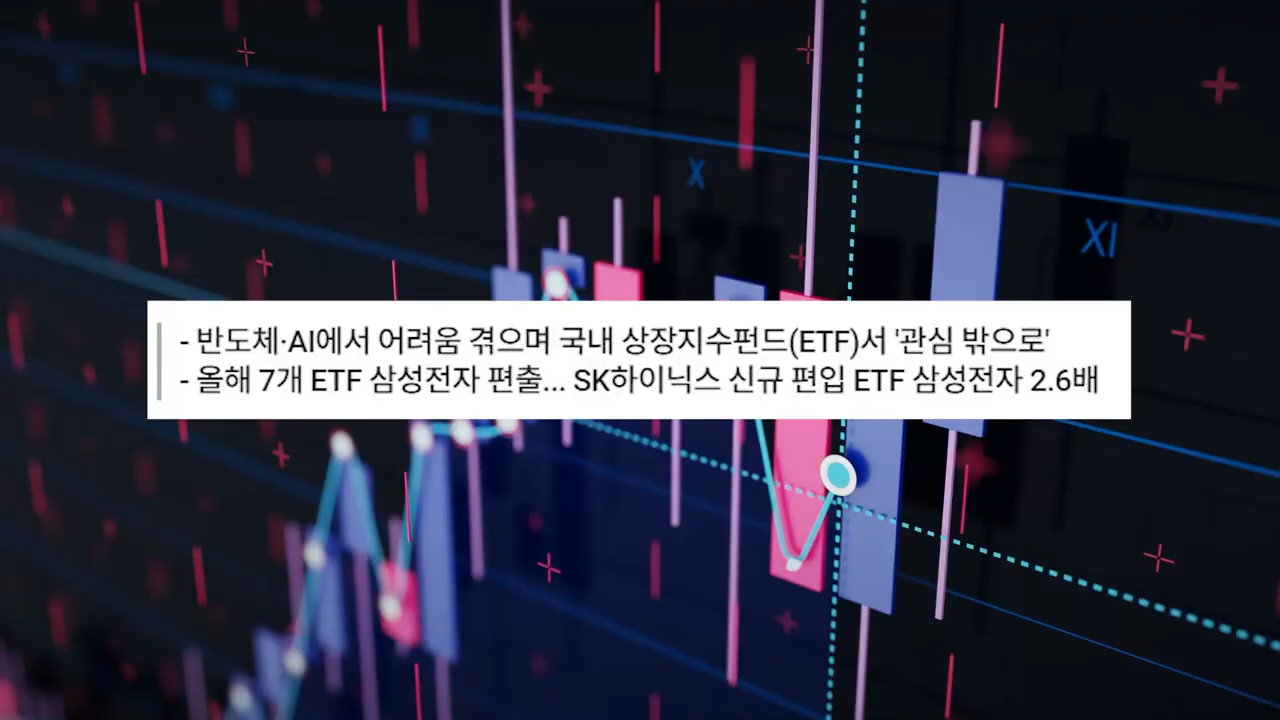 XI
XI
XI
- 반도체·AI에서 어려움 겪으며 국내 상장지수펀드(ETF)서 '관심 밖으로'
- 올해 7개 ETF 삼성전자 편출... SK하이닉스 신규 편입 ETF 삼성전자 2.6배